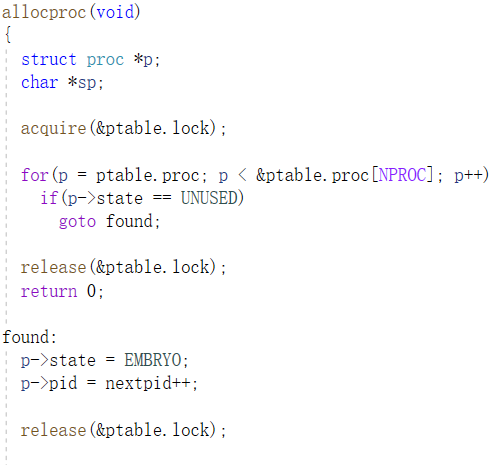 allocproc(void)
{
  struct proc *p;
  char *sp;

  acquire(&ptable.lock);

  for(p = ptable.proc; p < &ptable.proc[NPROC]; p++)
    if(p->state == UNUSED)
      goto found;

  release(&ptable.lock);
  return 0;

found:
  p->state = EMBRYO;
  p->pid = nextpid++;

  release(&ptable.lock);